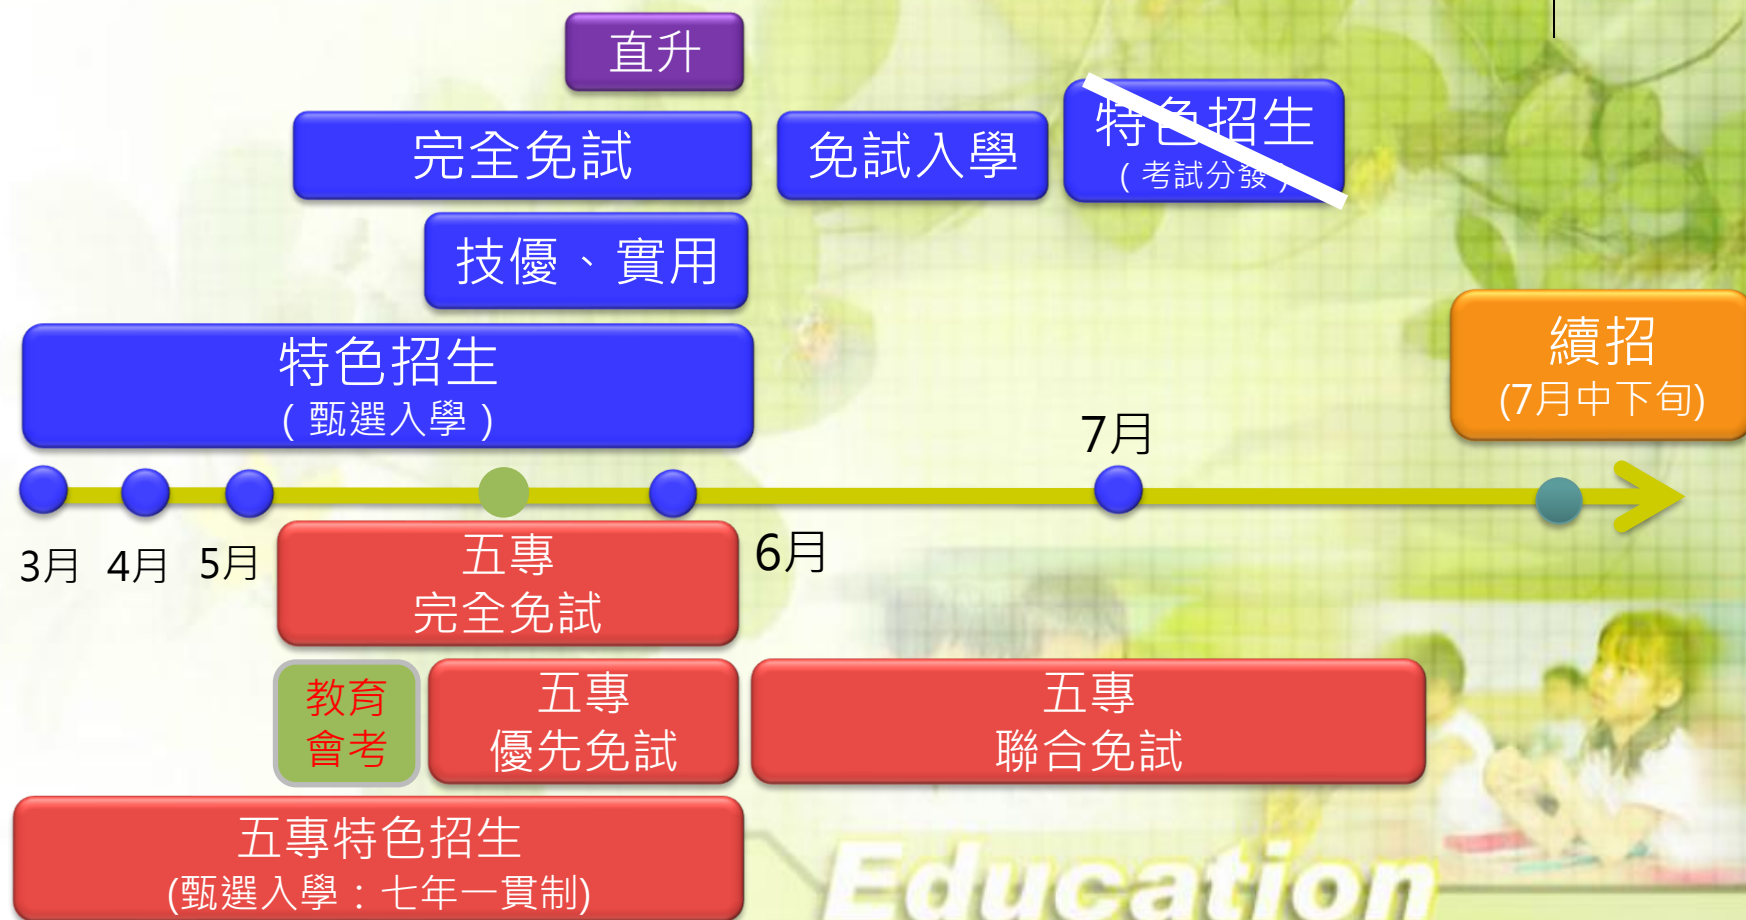 直升
完全免試
免試入學
特色招生
( 考試分發 )
技優、實用
特色招生
( 甄選入學 )
續招
(7月中下旬)
7月
3月
4月
5月
6月
五專
完全免試
教育
會考
五專
優先免試
五專
聯合免試
五專特色招生
(甄選入學：七年一貫制)
Education